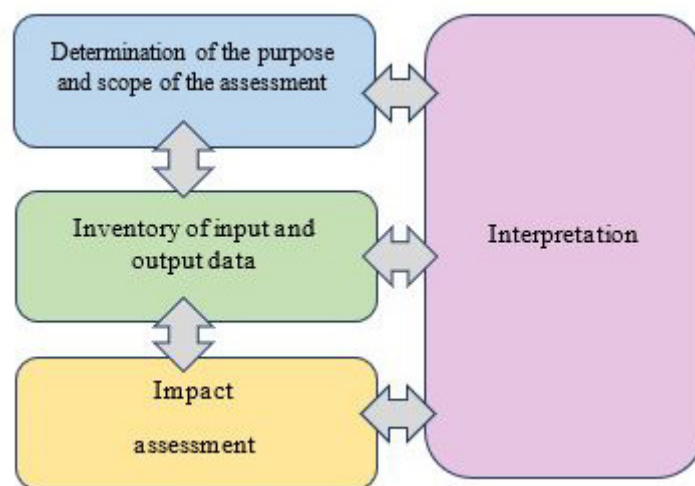 Determination of the purpose
and scope of the assessment
Inventory of input and
output data
Interpretation
Impact
assessment